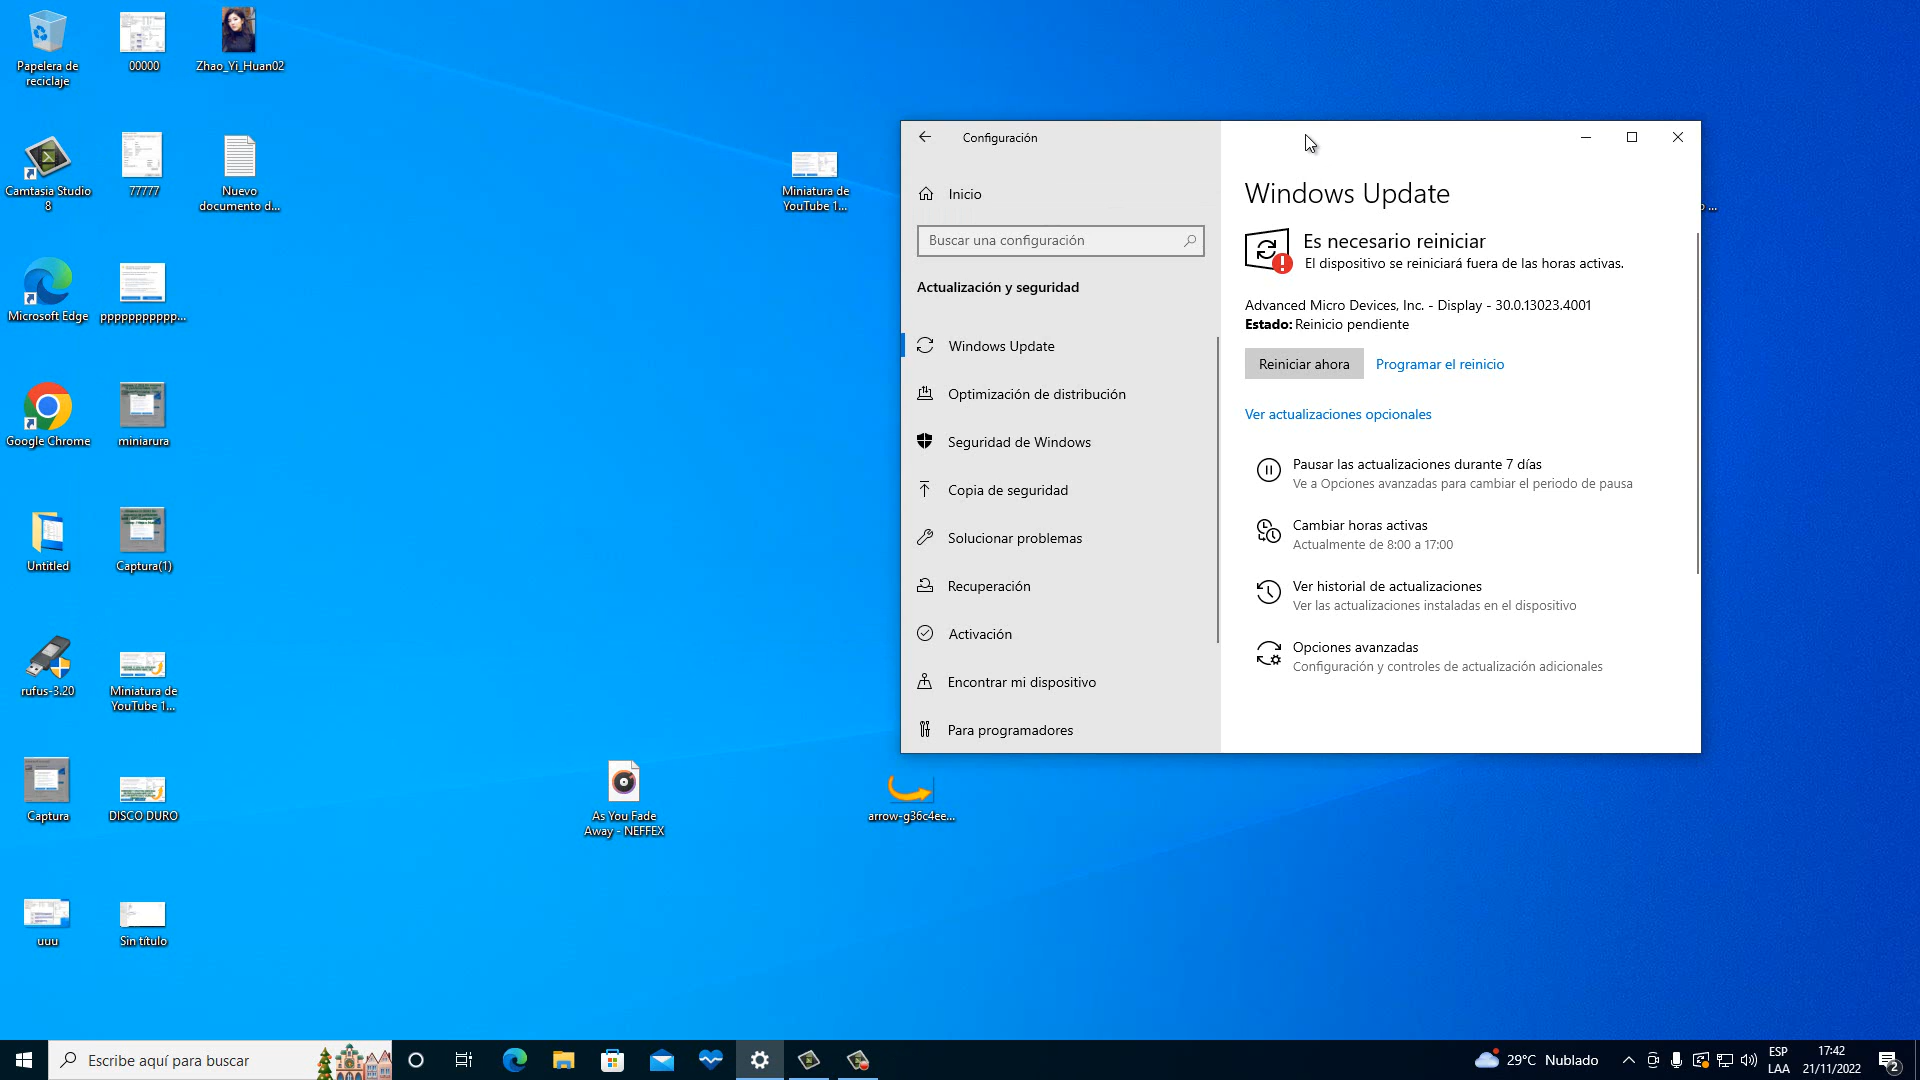 Papelera de
reciclaje
00000
Zhao_Yi_Huan02
Camtasia Studio
8
77777
Nuevo
documento d...
Microsoft Edge
ppppppppppp...
Google Chrome
miniarura
Untitled
Captura(1)
rufus-3.20
Miniatura de
YouTube 1...
Captura
DISCO DURO
uuu
Sin título
Miniatura de
YouTube 1...
As You Fade
Away - NEFFEX
arrow-g36c4ee...
Configuración
Inicio
Buscar una configuración
Actualización y seguridad
Windows Update
Optimización de distribución
Seguridad de Windows
Copia de seguridad
Solucionar problemas
Recuperación
Activación
Encontrar mi dispositivo
Para programadores
Windows Update
Es necesario reiniciar
El dispositivo se reiniciará fuera de las horas activas.
Advanced Micro Devices, Inc. - Display - 30.0.13023.4001
Estado: Reinicio pendiente
Reiniciar ahora
Programar el reinicio
Ver actualizaciones opcionales
Pausar las actualizaciones durante 7 días
Ve a Opciones avanzadas para cambiar el periodo de pausa
Cambiar horas activas
Actualmente de 8:00 a 17:00
Ver historial de actualizaciones
Ver las actualizaciones instaladas en el dispositivo
Opciones avanzadas
Configuración y controles de actualización adicionales
Escribe aquí para buscar
29°C Nublado
ESP
LAA
17:42
21/11/2022
2